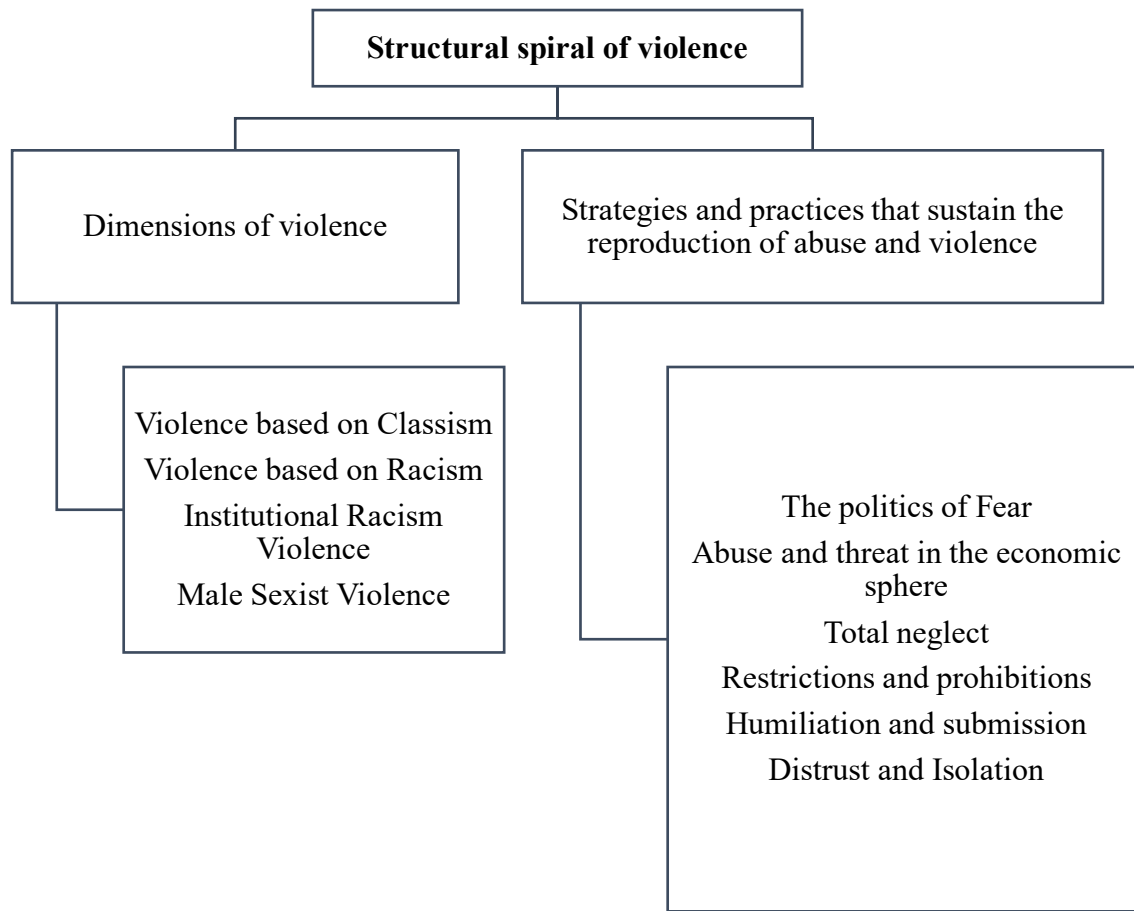 Structural spiral of violence
Dimensions of violence
Strategies and practices that sustain the
reproduction of abuse and violence
Violence based on Classism
Violence based on Racism
Institutional Racism
Violence
Male Sexist Violence
The politics of Fear
Abuse and threat in the economic
sphere
Total neglect
Restrictions and prohibitions
Humiliation and submission
Distrust and Isolation